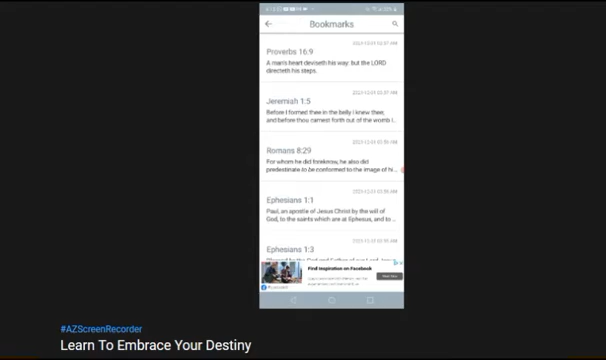 Bookmarks
Proverbs 16:9
A man's heart deviseth his way: but the LORD
directeth his steps.
Jeremiah 1:5
Before I formed thee in the belly I knew thee;
and before thou camest forth out of the womb I..
Romans 8:29
For whom he did foreknow, he also did
predestinate to be conformed to the image of hi...
Ephesians 1:1
Paul, an apostle of Jesus Christ by the will of
God, to the saints which are at Ephesus, and to ...
Ephesians 1:3
Find Inspiration on Facebook
#AZScreenRecorder
Learn To Embrace Your Destiny